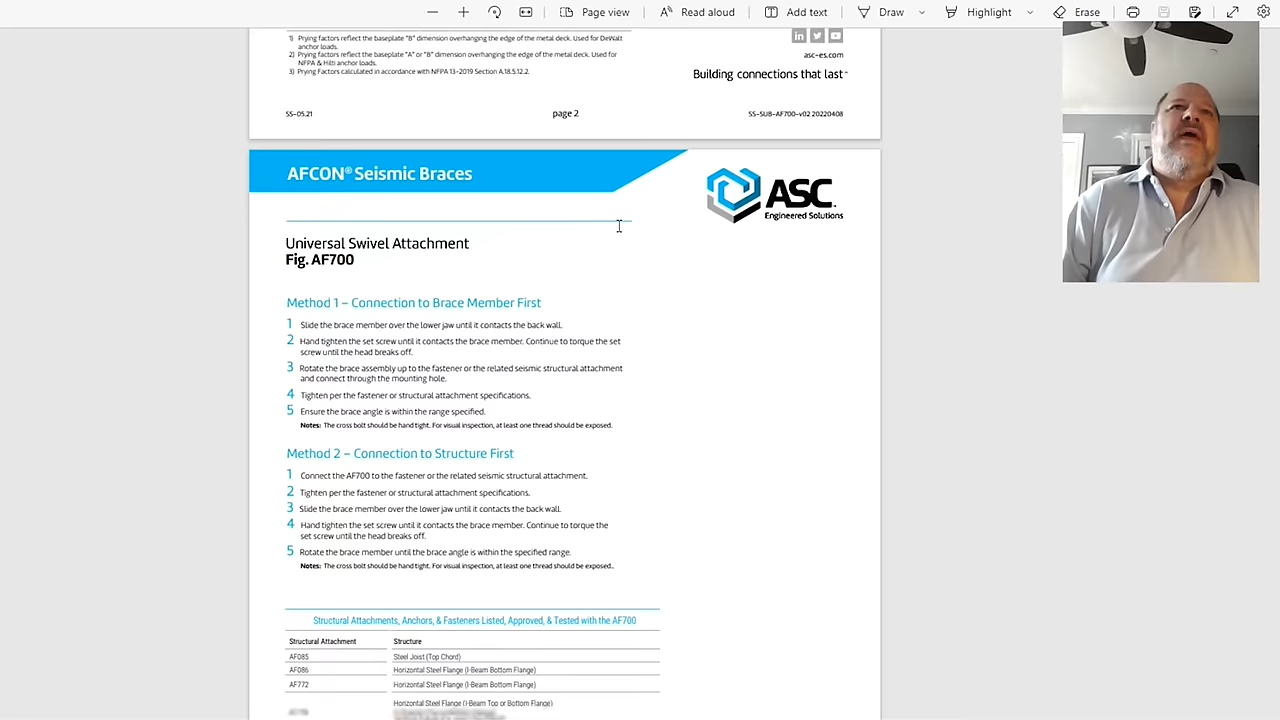 Page view
Read aloud
Add text
Draw
Highlight
Erase
1) Prying factors reflect the baseplate "B" dimension overhanging the edge of the metal deck. Used for DeWalt
anchor loads.
2) Prying factors reflect the baseplate "A" or "B" dimension overhanging the edge of the metal deck. Used for
NFPA & Hilti anchor loads.
3) Prying Factors calculated in accordance with NFPA 13-2019 Section A.18.5.12.2.
asc-es.com
Building connections that last™
SS-05.21
page 2
SS-SUB-AF700-v02 20220408
AFCON® Seismic Braces
ASC.
Engineered Solutions
Universal Swivel Attachment
Fig. AF700
Method 1 – Connection to Brace Member First
1 Slide the brace member over the lower jaw until it contacts the back wall.
2 Hand tighten the set screw until it contacts the brace member. Continue to torque the set
screw until the head breaks off.
3 Rotate the brace assembly up to the fastener or the related seismic structural attachment
and connect through the mounting hole.
4 Tighten per the fastener or structural attachment specifications.
5 Ensure the brace angle is within the range specified.
Notes: The cross bolt should be hand tight. For visual inspection, at least one thread should be exposed.
Method 2 – Connection to Structure First
1 Connect the AF700 to the fastener or the related seismic structural attachment.
2 Tighten per the fastener or structural attachment specifications.
3 Slide the brace member over the lower jaw until it contacts the back wall.
4 Hand tighten the set screw until it contacts the brace member. Continue to torque the
set screw until the head breaks off.
5 Rotate the brace member until the brace angle is within the specified range.
Notes: The cross bolt should be hand tight. For visual inspection, at least one thread should be exposed..
Structural Attachments, Anchors, & Fasteners Listed, Approved, & Tested with the AF700
Structural Attachment Structure
AF085 Steel Joist (Top Chord)
AF086 Horizontal Steel Flange (I-Beam Bottom Flange)
AF772 Horizontal Steel Flange (I-Beam Bottom Flange)
Horizontal Steel Flange (I-Beam Top or Bottom Flange)